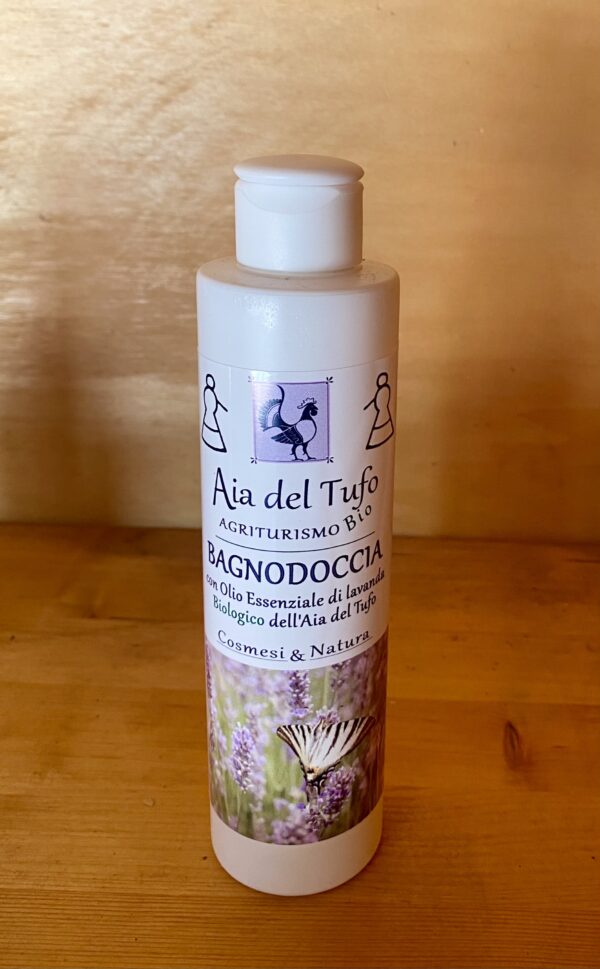 Aia del Tufo
AGRITURISMO Bio
BAGNODOCCIA
con Olio Essenziale di lavanda
Biologico dell'Aia del Tufo
Cosmesi & Natura